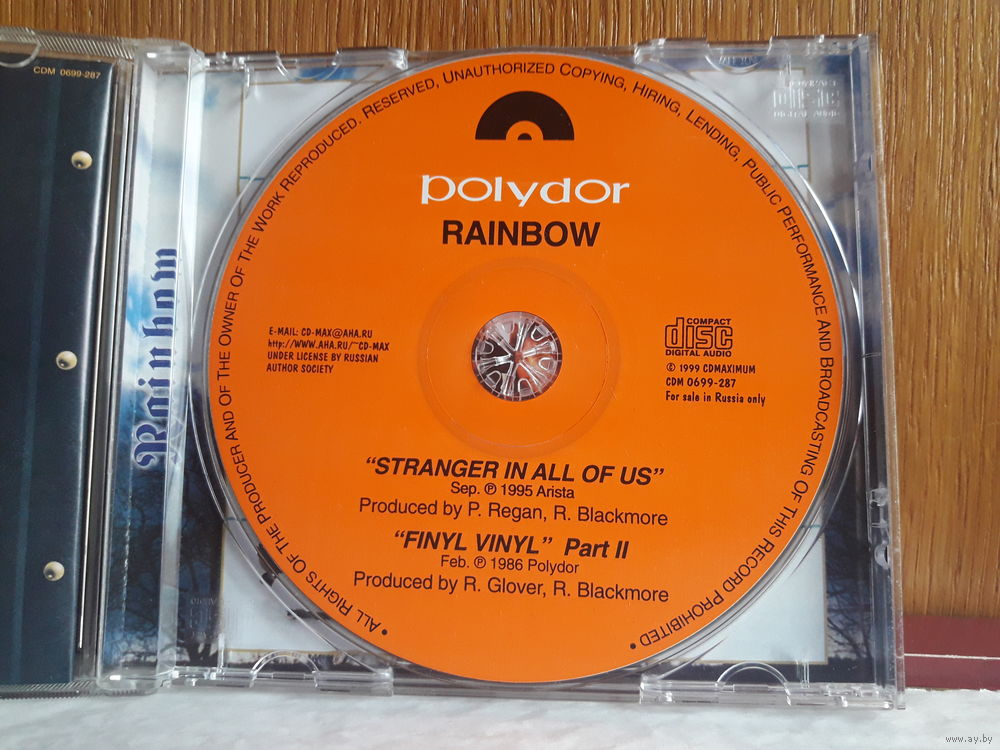 CDM 0699-287
Rainbow
• ALL RIGHTS OF THE PRODUCER AND OF THE OWNER OF THE WORK REPRODUCED. RESERVED, UNAUTHORIZED COPYING, HIRING, LENDING, PUBLIC PERFORMANCE AND BROADCASTING OF THIS RECORD PROHIBITED •
polydor
RAINBOW
E-MAIL: CD-MAX@AHA.RU
http://WWW.AHA.RU/~CD-MAX
UNDER LICENSE BY RUSSIAN
AUTHOR SOCIETY
COMPACT
disc
DIGITAL AUDIO
© 1999 CDMAXIMUM
CDM 0699-287
For sale in Russia only
“STRANGER IN ALL OF US”
Sep. ℗ 1995 Arista
Produced by P. Regan, R. Blackmore
“FINYL VINYL” Part II
Feb. ℗ 1986 Polydor
Produced by R. Glover, R. Blackmore
www.ay.by